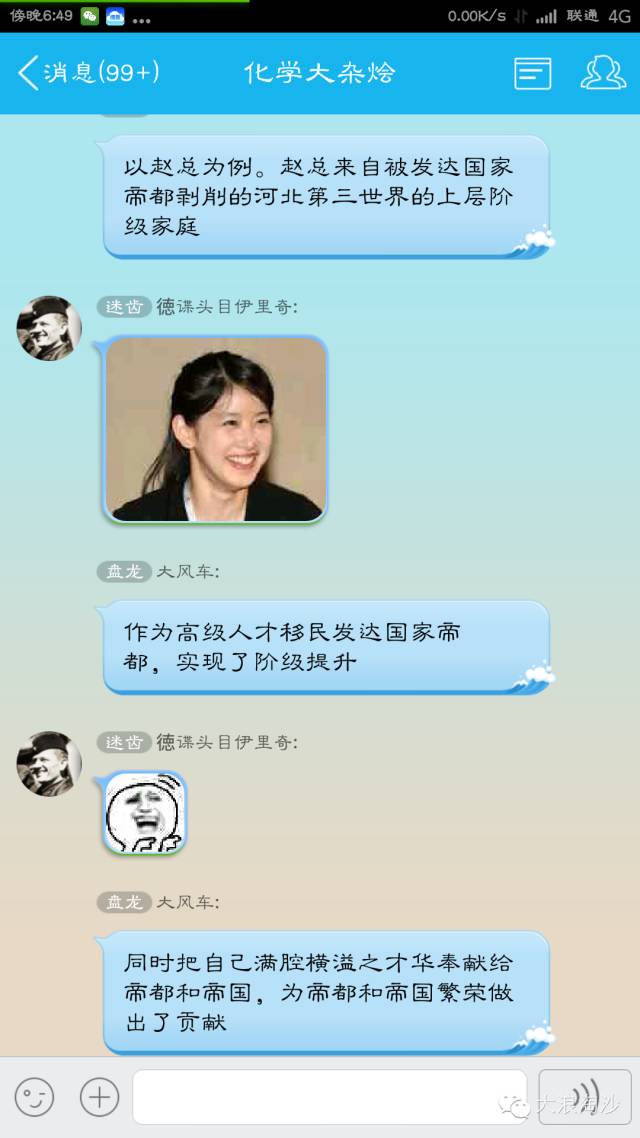 傍晚6:49
0.00K/s
联通 4G
消息(99+)
化学大杂烩
以赵总为例。赵总来自被发达国家
帝都剥削的河北第三世界的上层阶
级家庭
迷齿 德谍头目伊里奇:
盘龙 大风车:
作为高级人才移民发达国家帝
都，实现了阶级提升
迷齿 德谍头目伊里奇:
盘龙 大风车:
同时把自己满腔横溢之才华奉献给
帝都和帝国，为帝都和帝国繁荣做
出了贡献
大浪淘沙